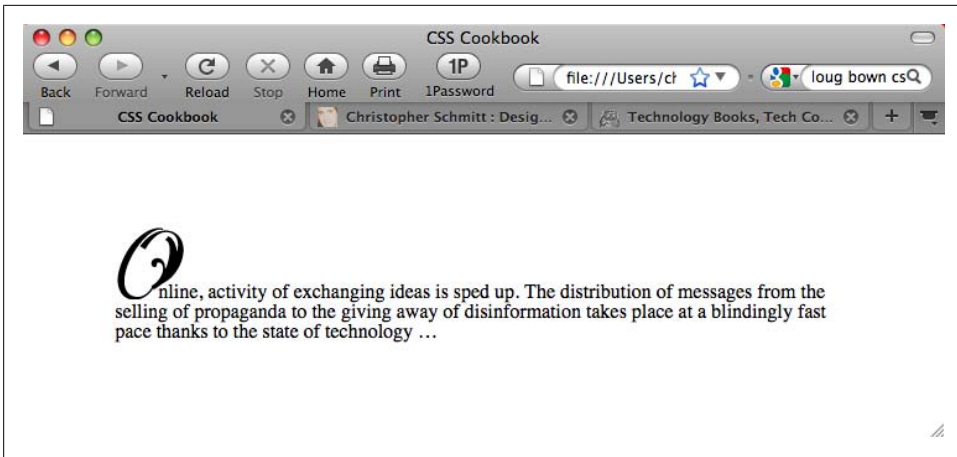 CSS Cookbook
1P
file:///Users/ch
loug bown cs
Back Forward Reload Stop Home Print 1Password
CSS Cookbook Christopher Schmitt : Desig... Technology Books, Tech Co... +
Online, activity of exchanging ideas is sped up. The distribution of messages from the
selling of propaganda to the giving away of disinformation takes place at a blindingly fast
pace thanks to the state of technology …